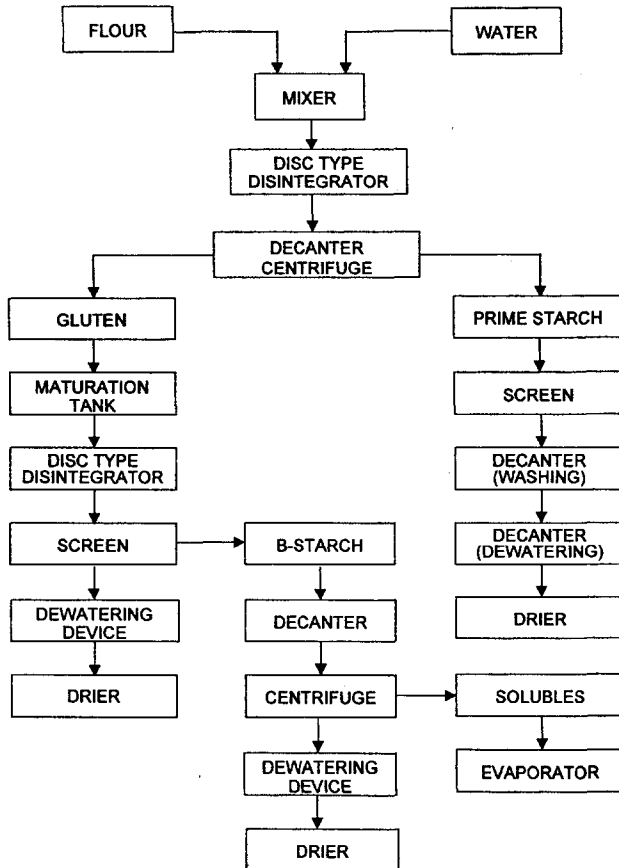 FLOUR
WATER
MIXER
DISC TYPE
DISINTEGRATOR
DECANTER
CENTRIFUGE
GLUTEN
PRIME STARCH
MATURATION
TANK
SCREEN
DISC TYPE
DISINTEGRATOR
DECANTER
(WASHING)
SCREEN
B-STARCH
DECANTER
(DEWATERING)
DEWATERING
DEVICE
DECANTER
DRIER
DRIER
CENTRIFUGE
SOLUBLES
DEWATERING
DEVICE
EVAPORATOR
DRIER